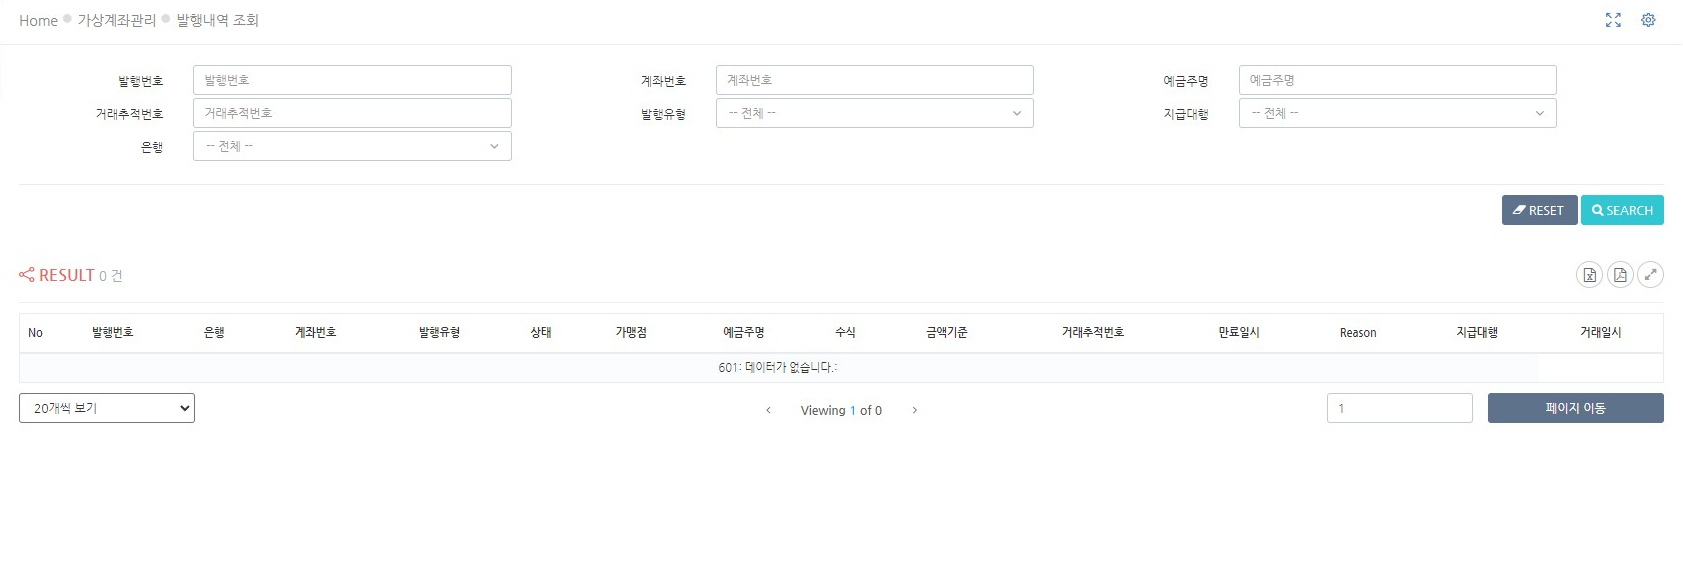 Home 가상계좌관리 발행내역 조회
발행번호 발행번호 계좌번호 계좌번호 예금주명 예금주명
거래추적번호 거래추적번호 발행유형 -- 전체 -- 지급대행 -- 전체 --
은행 -- 전체 --
RESET SEARCH
RESULT 0 건
No 발행번호 은행 계좌번호 발행유형 상태 가맹점 예금주명 수식 금액기준 거래추적번호 만료일시 Reason 지급대행 거래일시
601: 데이터가 없습니다.:
20개씩 보기 Viewing 1 of 0 1 페이지 이동